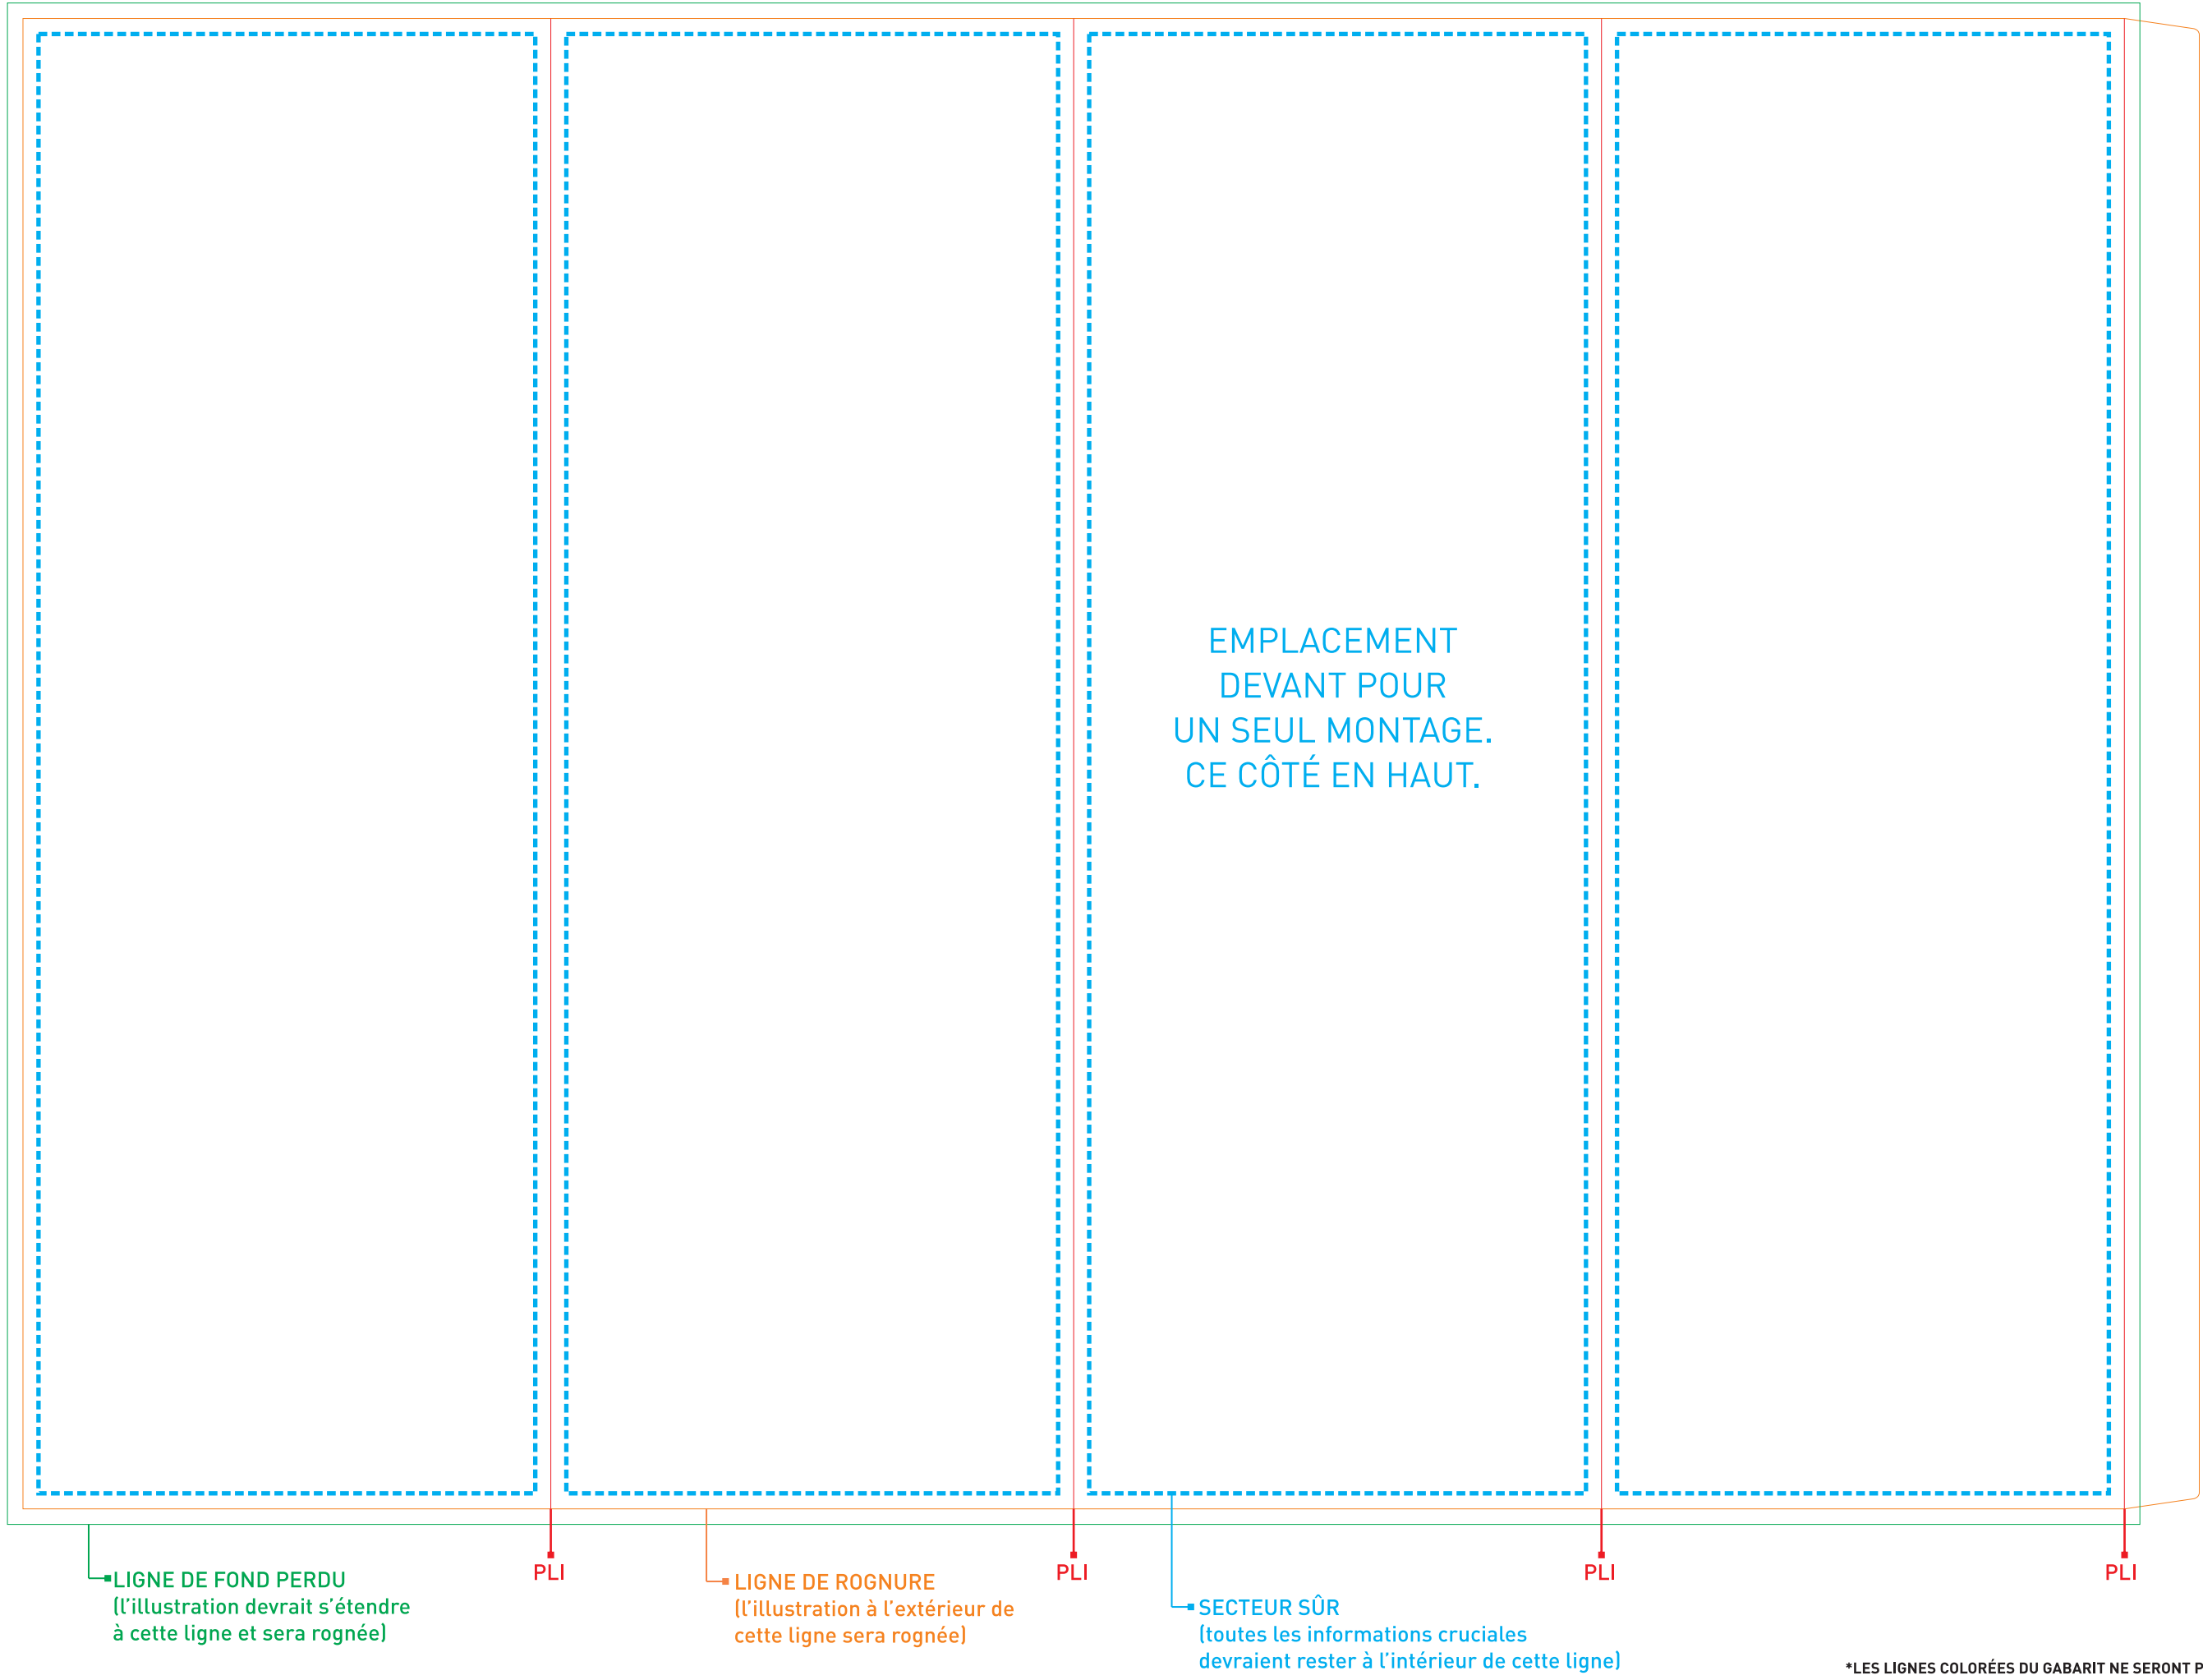 EMPLACEMENT
DEVANT POUR
UN SEUL MONTAGE.
CE CÔTÉ EN HAUT.
LIGNE DE FOND PERDU
(l'illustration devrait s'étendre
à cette ligne et sera rognée)
PLI
LIGNE DE ROGNURE
(l'illustration à l'extérieur de
cette ligne sera rognée)
PLI
SECTEUR SÛR
(toutes les informations cruciales
devraient rester à l'intérieur de cette ligne)
PLI
PLI
*LES LIGNES COLORÉES DU GABARIT NE SERONT P